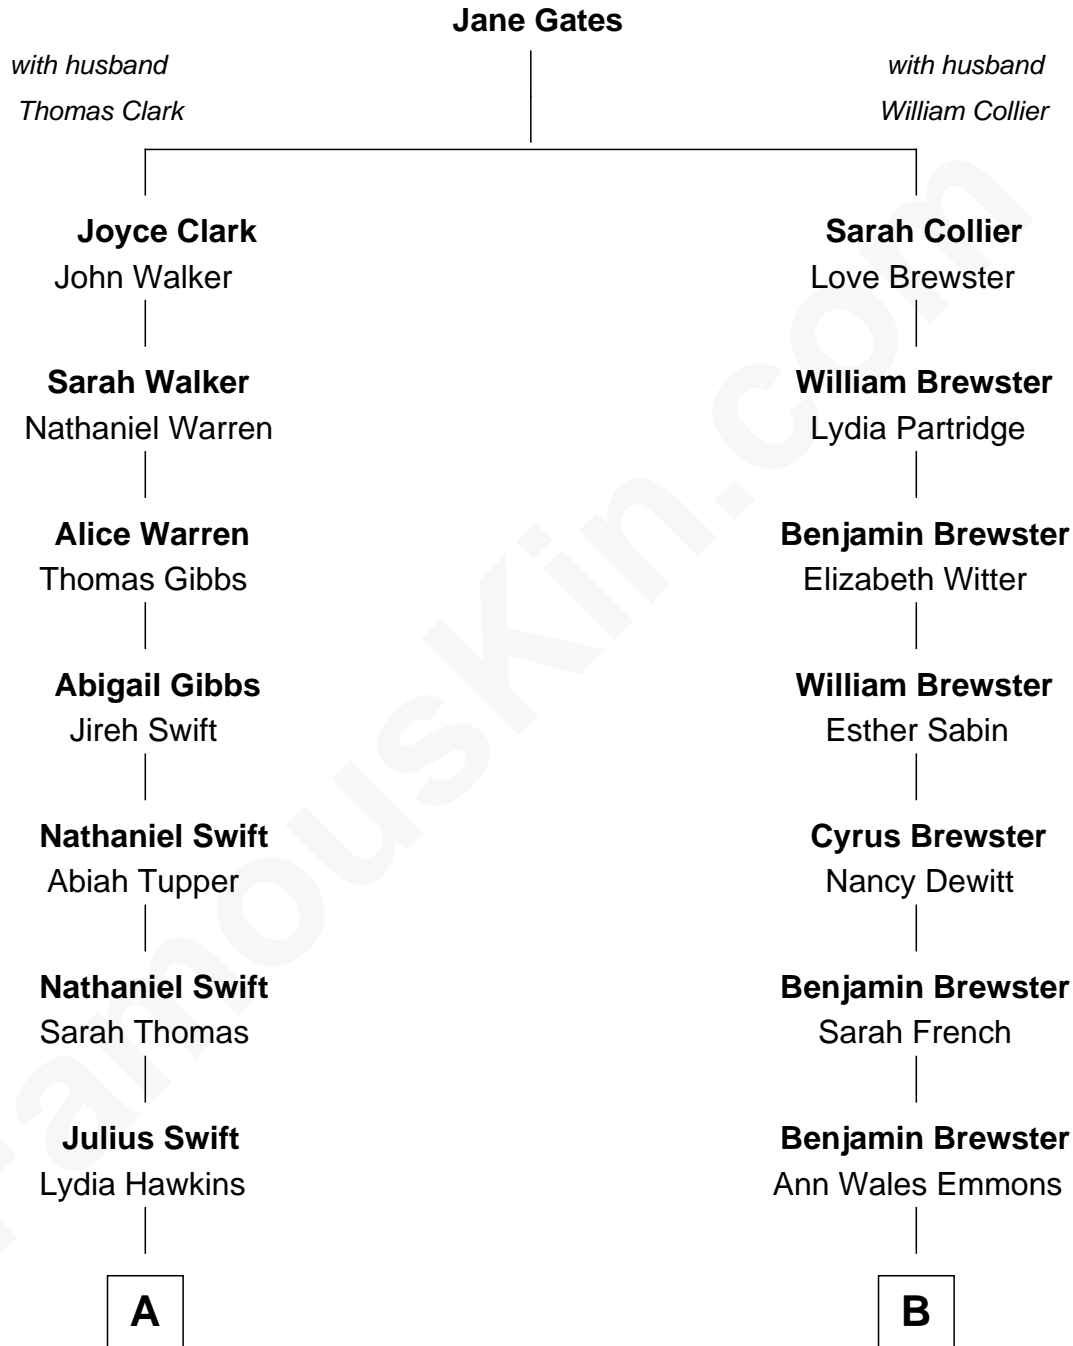 Jane Gates
with husband
Thomas Clark
with husband
William Collier
Joyce Clark
John Walker
Sarah Collier
Love Brewster
Sarah Walker
Nathaniel Warren
William Brewster
Lydia Partridge
Alice Warren
Thomas Gibbs
Benjamin Brewster
Elizabeth Witter
Abigail Gibbs
Jireh Swift
William Brewster
Esther Sabin
Nathaniel Swift
Abiah Tupper
Cyrus Brewster
Nancy Dewitt
Nathaniel Swift
Sarah Thomas
Benjamin Brewster
Sarah French
Julius Swift
Lydia Hawkins
Benjamin Brewster
Ann Wales Emmons
A
B
FamousKin.com